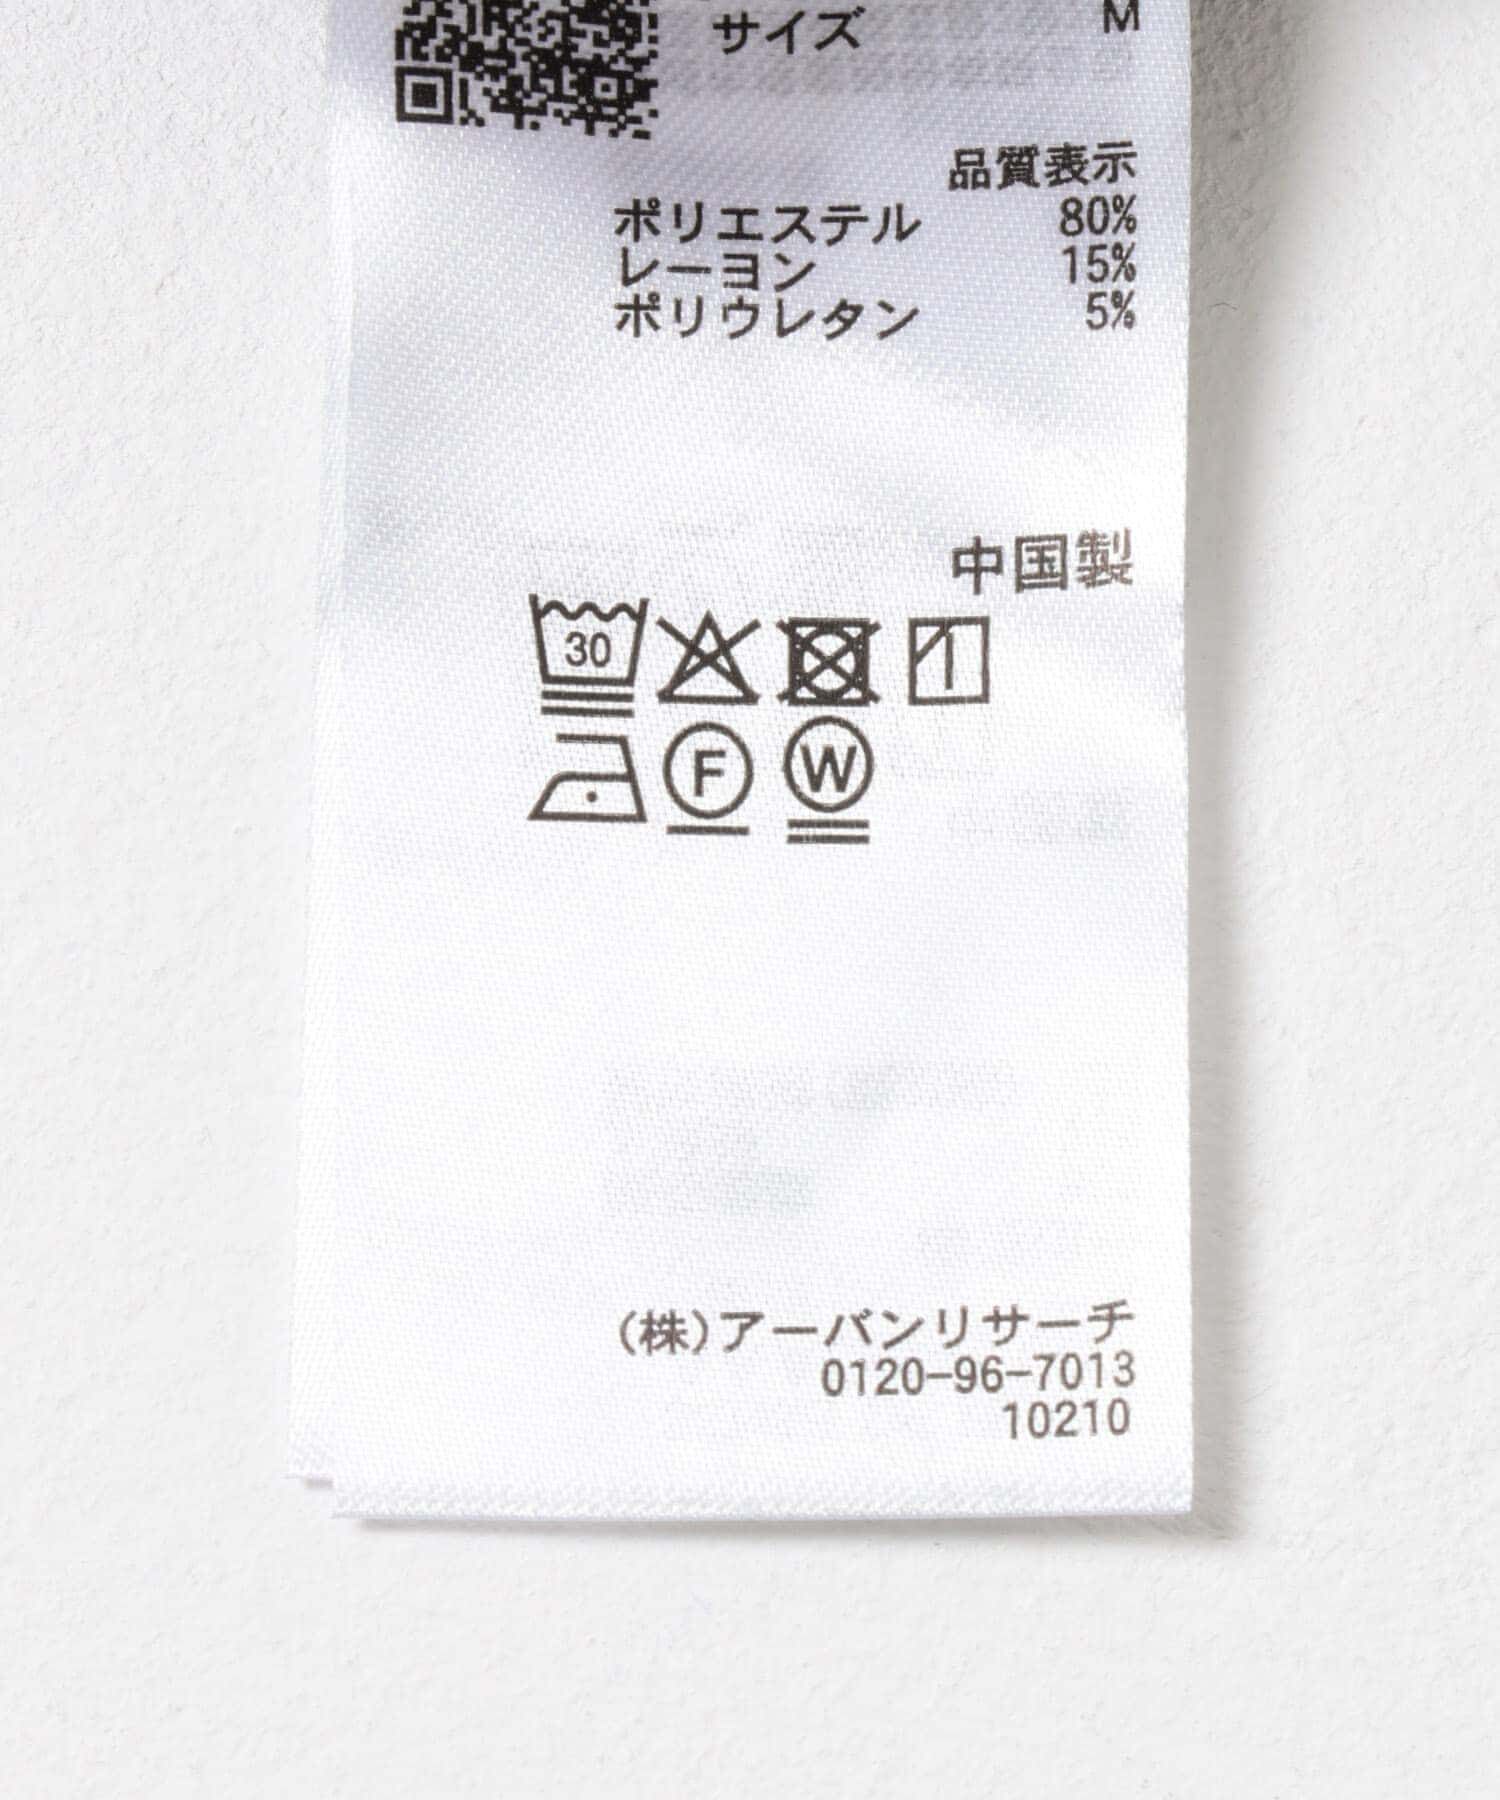 サイズ M
品質表示
ポリエステル 80%
レーヨン 15%
ポリウレタン 5%
中国製
30
F W
(株)アーバンリサーチ
0120-96-7013
10210